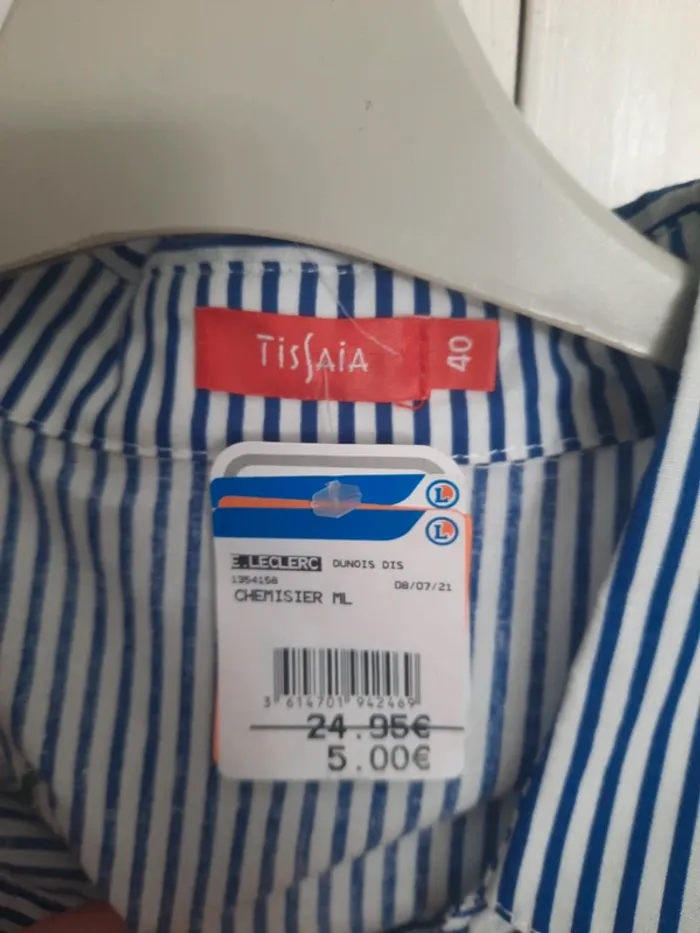 TISSAIA 40
L
L
E.LECLERC DUNOIS DIS
1354158 08/07/21
CHEMISIER ML
3 614701 942469
24.95€
5.00€